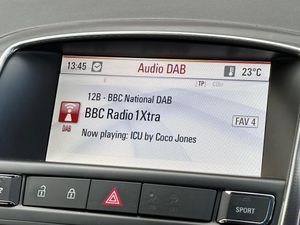 13:45 Audio DAB 23°C
[TP]
12B - BBC National DAB
BBC Radio 1Xtra FAV 4
DAB
Now playing: ICU by Coco Jones
SPORT